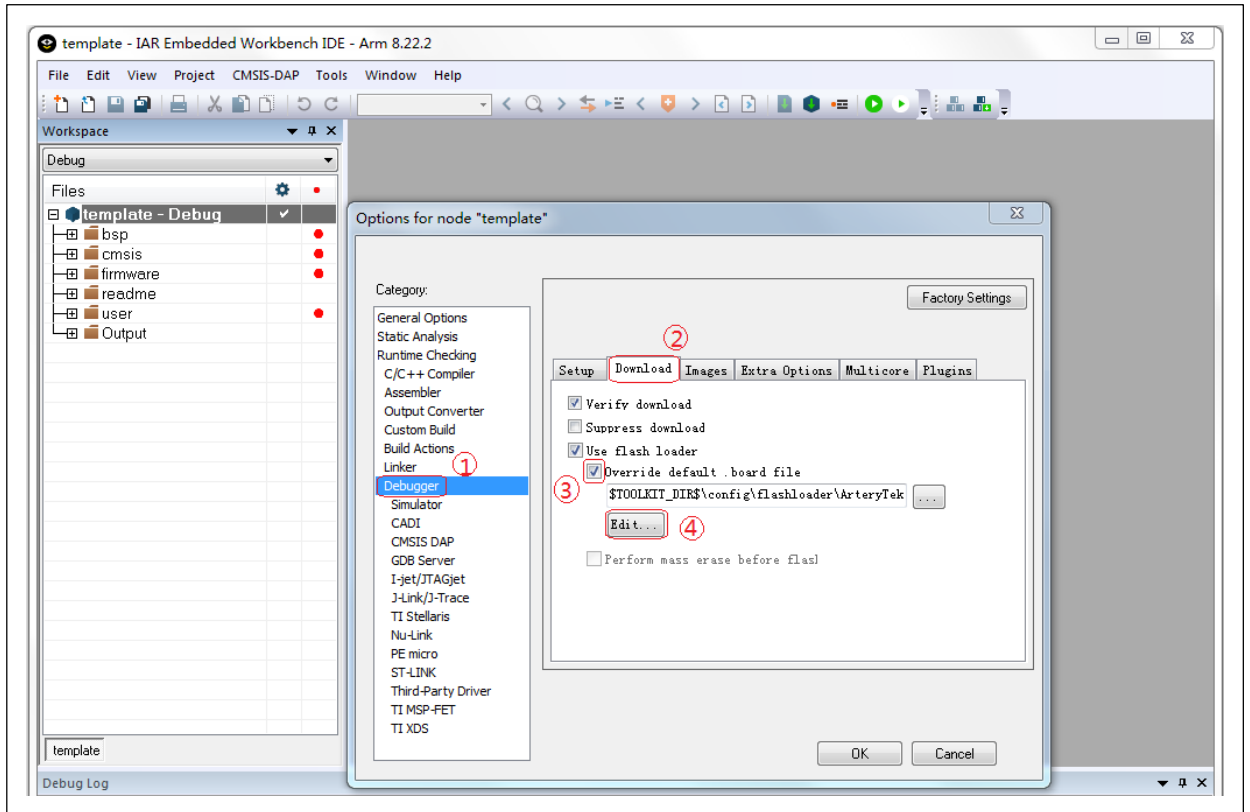 template - IAR Embedded Workbench IDE - Arm 8.22.2
File Edit View Project CMSIS-DAP Tools Window Help
Workspace
Debug
Files
template - Debug
bsp
cmsis
firmware
readme
user
Output
template
Debug Log
Options for node "template"
Category:
General Options
Static Analysis
Runtime Checking
C/C++ Compiler
Assembler
Output Converter
Custom Build
Build Actions
Linker
①
Debugger
Simulator
CADI
CMSIS DAP
GDB Server
I-jet/JTAGjet
J-Link/J-Trace
TI Stellaris
Nu-Link
PE micro
ST-LINK
Third-Party Driver
TI MSP-FET
TI XDS
Factory Settings
②
Setup Download Images Extra Options Multicore Plugins
Verify download
Suppress download
Use flash loader
Override default .board file
③
$TOOLKIT_DIR$\config\flashloader\ArteryTek ...
Edit... ④
Perform mass erase before flas
OK Cancel